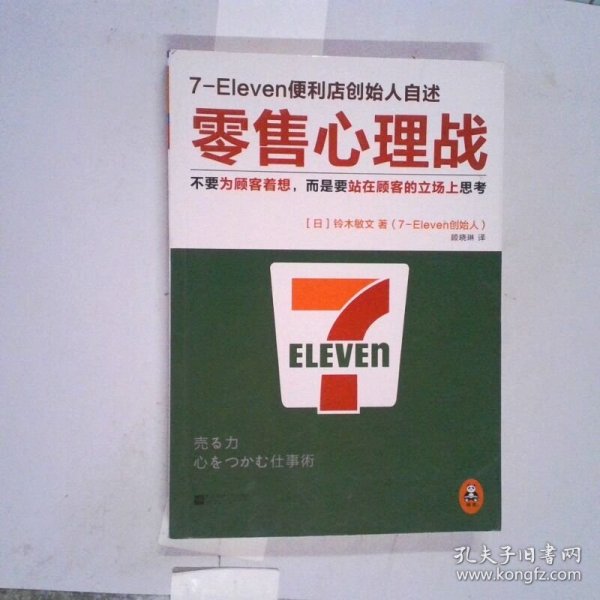 7-Eleven便利店创始人自述
零售心理战
不要为顾客着想，而是要站在顾客的立场上思考
［日］铃木敏文 著（7-Eleven创始人）
顾晓琳 译
7
ELEVEN
売る力
心をつかむ仕事術
孔夫子旧书网
www.kongfz.com